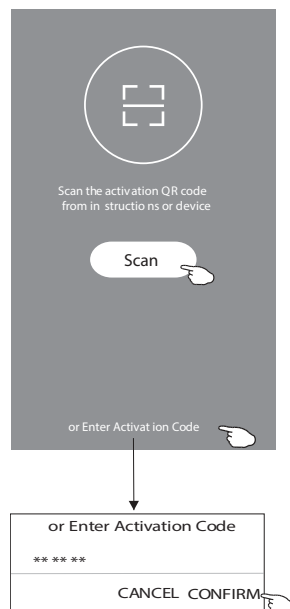 Scan the activation QR code
from in structio ns or device
Scan
or Enter Activat ion Code
or Enter Activation Code
** ** **
CANCEL CONFIRM